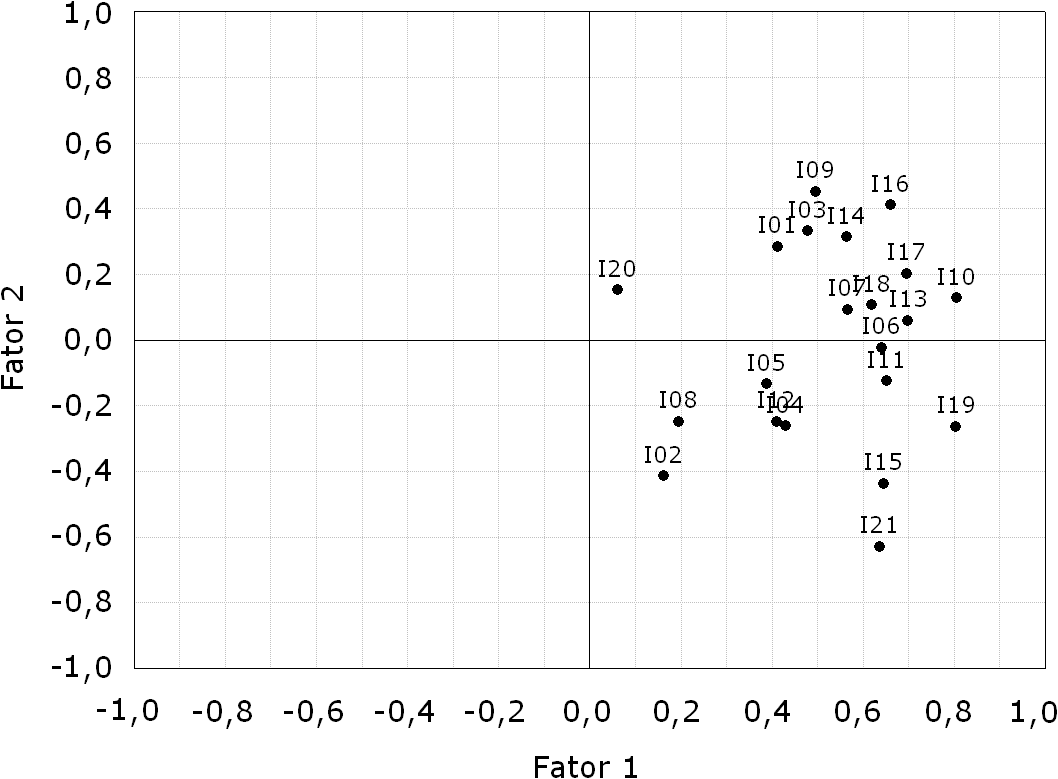 1,0
0,8
0,6
0,4
0,2
0,0
-0,2
-0,4
-0,6
-0,8
-1,0
Fator 2
I09
I16
I03
I14
I01
I17
I20
I10
I07
I18
I13
I06
I11
I05
I08
I12
I04
I19
I02
I15
I21
-1,0 -0,8 -0,6 -0,4 -0,2 0,0 0,2 0,4 0,6 0,8 1,0
Fator 1